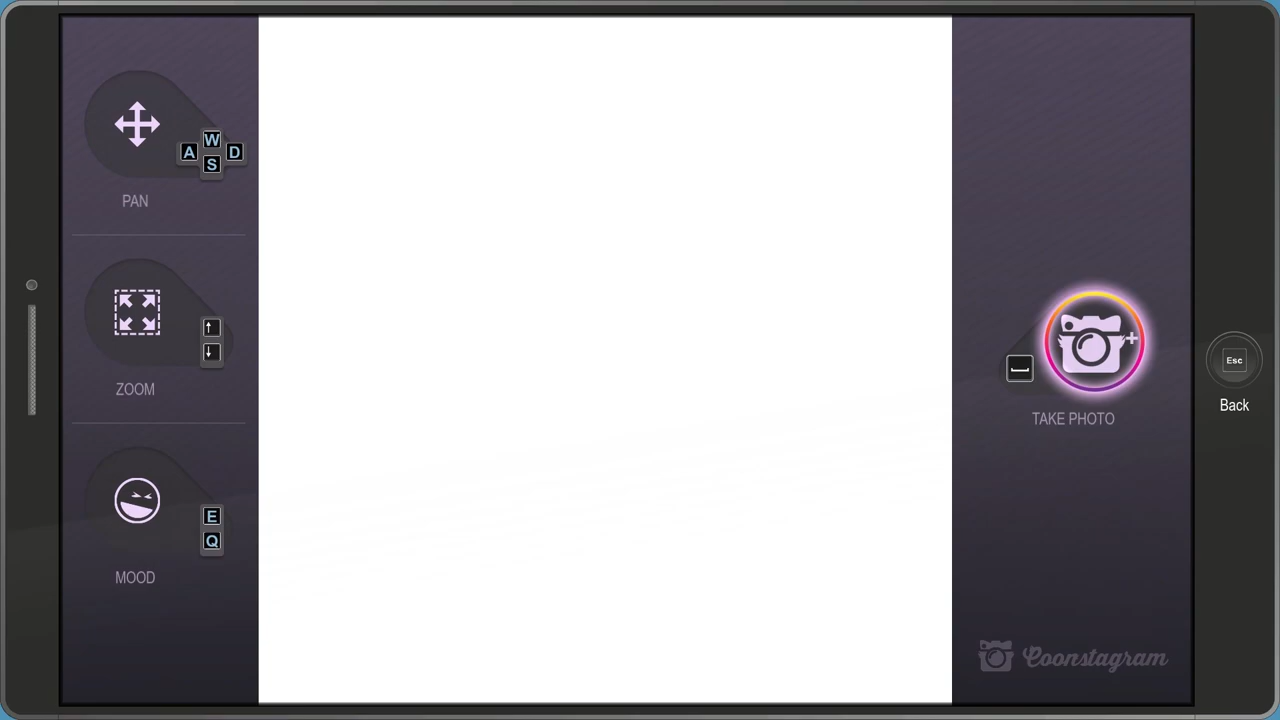 W
A
D
S
PAN
↑
↓
ZOOM
E
Q
MOOD
TAKE PHOTO
Esc
Back
Coonstagram